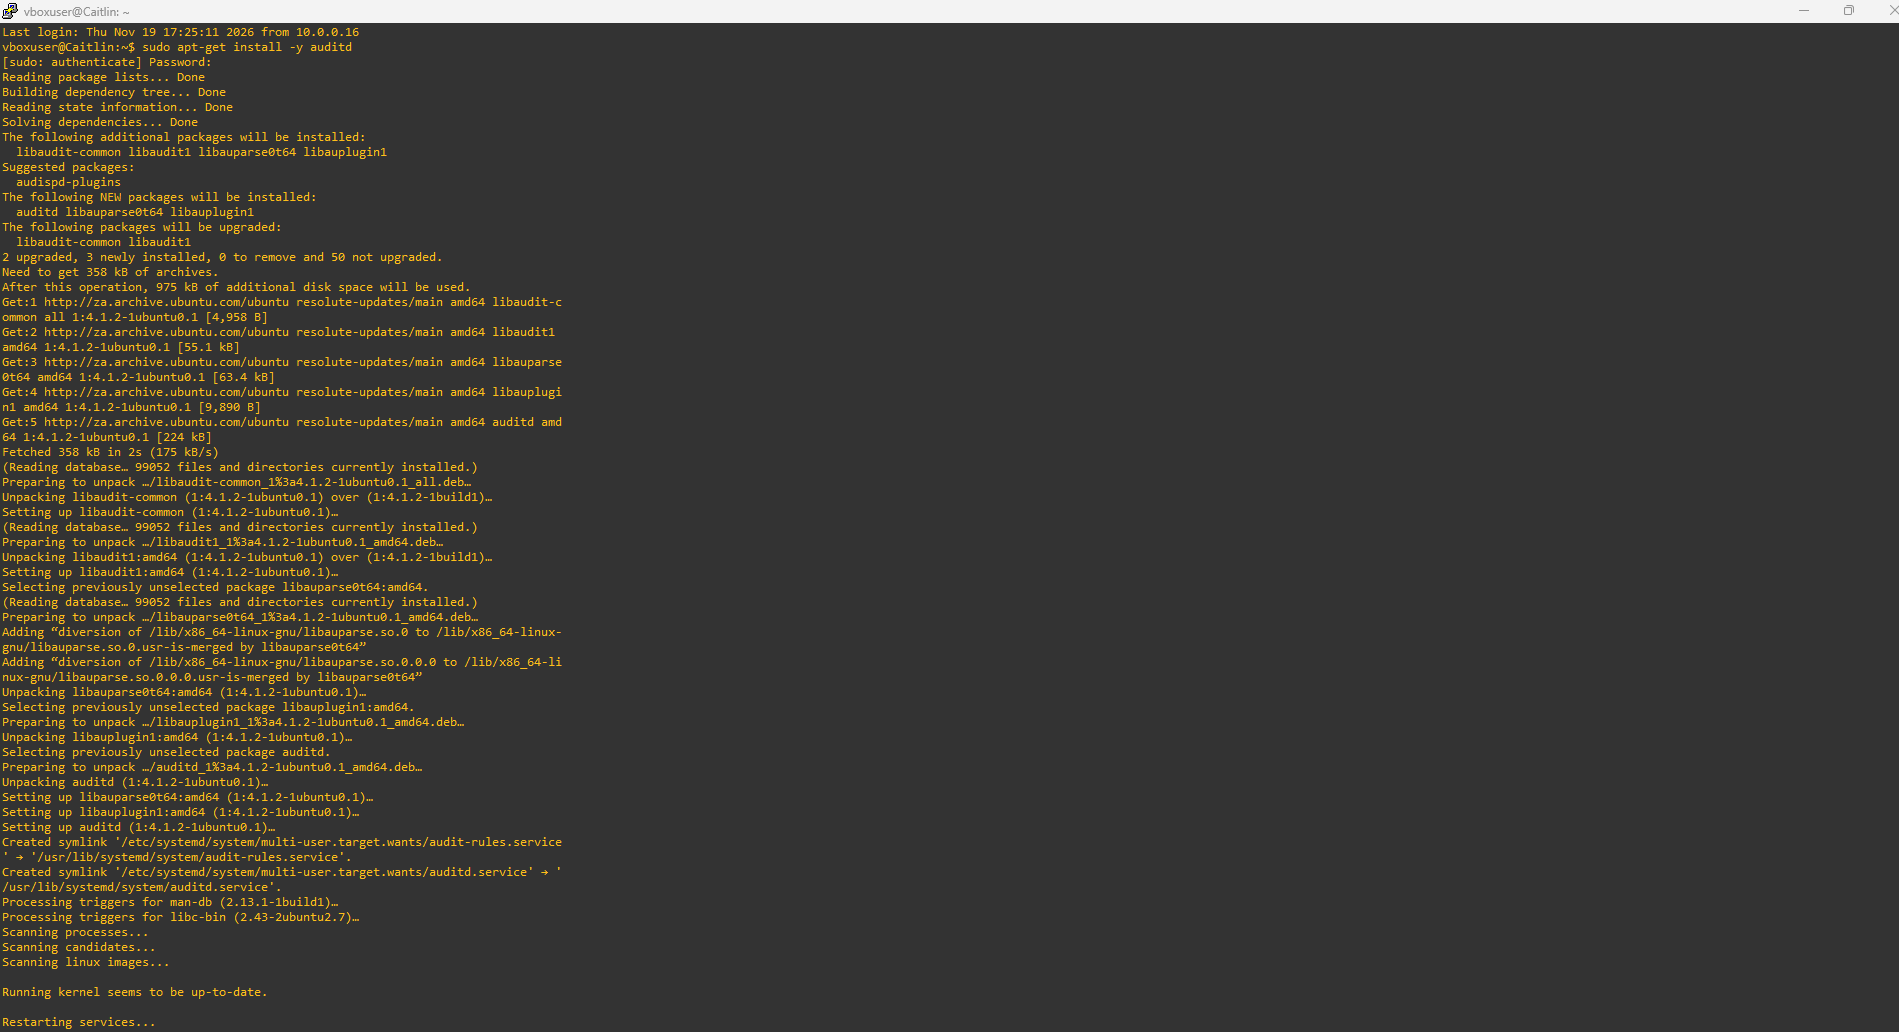 vboxuser@Caitlin: ~
Last login: Thu Nov 19 17:25:11 2026 from 10.0.0.16
vboxuser@Caitlin:~$ sudo apt-get install -y auditd
[sudo: authenticate] Password:
Reading package lists... Done
Building dependency tree... Done
Reading state information... Done
Solving dependencies... Done
The following additional packages will be installed:
  libaudit-common libaudit1 libauparse0t64 libauplugin1
Suggested packages:
  audispd-plugins
The following NEW packages will be installed:
  auditd libauparse0t64 libauplugin1
The following packages will be upgraded:
  libaudit-common libaudit1
2 upgraded, 3 newly installed, 0 to remove and 50 not upgraded.
Need to get 358 kB of archives.
After this operation, 975 kB of additional disk space will be used.
Get:1 http://za.archive.ubuntu.com/ubuntu resolute-updates/main amd64 libaudit-c
ommon all 1:4.1.2-1ubuntu0.1 [4,958 B]
Get:2 http://za.archive.ubuntu.com/ubuntu resolute-updates/main amd64 libaudit1
amd64 1:4.1.2-1ubuntu0.1 [55.1 kB]
Get:3 http://za.archive.ubuntu.com/ubuntu resolute-updates/main amd64 libauparse
0t64 amd64 1:4.1.2-1ubuntu0.1 [63.4 kB]
Get:4 http://za.archive.ubuntu.com/ubuntu resolute-updates/main amd64 libauplugi
n1 amd64 1:4.1.2-1ubuntu0.1 [9,890 B]
Get:5 http://za.archive.ubuntu.com/ubuntu resolute-updates/main amd64 auditd amd
64 1:4.1.2-1ubuntu0.1 [224 kB]
Fetched 358 kB in 2s (175 kB/s)
(Reading database… 99052 files and directories currently installed.)
Preparing to unpack …/libaudit-common_1%3a4.1.2-1ubuntu0.1_all.deb…
Unpacking libaudit-common (1:4.1.2-1ubuntu0.1) over (1:4.1.2-1build1)…
Setting up libaudit-common (1:4.1.2-1ubuntu0.1)…
(Reading database… 99052 files and directories currently installed.)
Preparing to unpack …/libaudit1_1%3a4.1.2-1ubuntu0.1_amd64.deb…
Unpacking libaudit1:amd64 (1:4.1.2-1ubuntu0.1) over (1:4.1.2-1build1)…
Setting up libaudit1:amd64 (1:4.1.2-1ubuntu0.1)…
Selecting previously unselected package libauparse0t64:amd64.
(Reading database… 99052 files and directories currently installed.)
Preparing to unpack …/libauparse0t64_1%3a4.1.2-1ubuntu0.1_amd64.deb…
Adding “diversion of /lib/x86_64-linux-gnu/libauparse.so.0 to /lib/x86_64-linux-
gnu/libauparse.so.0.usr-is-merged by libauparse0t64”
Adding “diversion of /lib/x86_64-linux-gnu/libauparse.so.0.0.0 to /lib/x86_64-li
nux-gnu/libauparse.so.0.0.0.usr-is-merged by libauparse0t64”
Unpacking libauparse0t64:amd64 (1:4.1.2-1ubuntu0.1)…
Selecting previously unselected package libauplugin1:amd64.
Preparing to unpack …/libauplugin1_1%3a4.1.2-1ubuntu0.1_amd64.deb…
Unpacking libauplugin1:amd64 (1:4.1.2-1ubuntu0.1)…
Selecting previously unselected package auditd.
Preparing to unpack …/auditd_1%3a4.1.2-1ubuntu0.1_amd64.deb…
Unpacking auditd (1:4.1.2-1ubuntu0.1)…
Setting up libauparse0t64:amd64 (1:4.1.2-1ubuntu0.1)…
Setting up libauplugin1:amd64 (1:4.1.2-1ubuntu0.1)…
Setting up auditd (1:4.1.2-1ubuntu0.1)…
Created symlink '/etc/systemd/system/multi-user.target.wants/audit-rules.service
' → '/usr/lib/systemd/system/audit-rules.service'.
Created symlink '/etc/systemd/system/multi-user.target.wants/auditd.service' → '
/usr/lib/systemd/system/auditd.service'.
Processing triggers for man-db (2.13.1-1build1)…
Processing triggers for libc-bin (2.43-2ubuntu2.7)…
Scanning processes...
Scanning candidates...
Scanning linux images...
Running kernel seems to be up-to-date.
Restarting services...